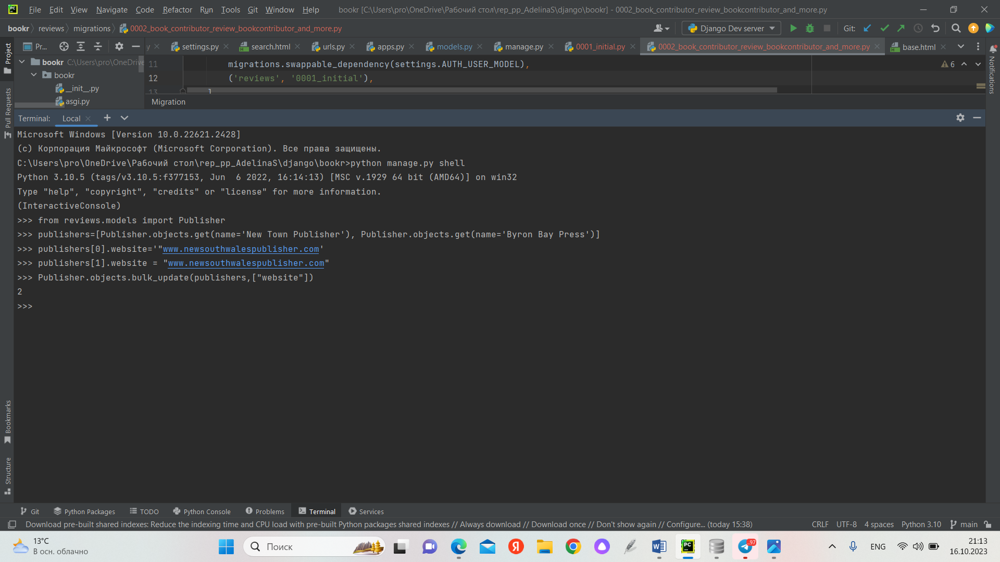 File Edit View Navigate Code Refactor Run Tools Git Window Help bookr [C:\Users\pro\OneDrive\Рабочий стол\rep_pp_AdelinaS\django\bookr] - 0002_book_contributor_review_bookcontributor_and_more.py
bookr reviews migrations 0002_book_contributor_review_bookcontributor_and_more.py Django Dev server Git:
Pr... y settings.py search.html urls.py apps.py models.py manage.py 0001_initial.py 0002_book_contributor_review_bookcontributor_and_more.py base.html
Project
Pull Requests
Bookmarks
Structure
Notifications
bookr C:\Users\pro\OneDrive
bookr
__init__.py
asgi.py
11 migrations.swappable_dependency(settings.AUTH_USER_MODEL),
6
12 ('reviews', '0001_initial'),
13 ]
Migration
Terminal: Local
Microsoft Windows [Version 10.0.22621.2428]
(c) Корпорация Майкрософт (Microsoft Corporation). Все права защищены.
C:\Users\pro\OneDrive\Рабочий стол\rep_pp_AdelinaS\django\bookr>python manage.py shell
Python 3.10.5 (tags/v3.10.5:f377153, Jun  6 2022, 16:14:13) [MSC v.1929 64 bit (AMD64)] on win32
Type "help", "copyright", "credits" or "license" for more information.
(InteractiveConsole)
>>> from reviews.models import Publisher
>>> publishers=[Publisher.objects.get(name='New Town Publisher'), Publisher.objects.get(name='Byron Bay Press')]
>>> publishers[0].website='"www.newsouthwalespublisher.com'
>>> publishers[1].website = "www.newsouthwalespublisher.com"
>>> Publisher.objects.bulk_update(publishers,["website"])
2
>>>
Git Python Packages TODO Python Console Problems Terminal Services
Download pre-built shared indexes: Reduce the indexing time and CPU load with pre-built Python packages shared indexes // Always download // Download once // Don't show again // Configure... (today 15:38) CRLF UTF-8 4 spaces Python 3.10 main
13°C
В осн. облачно
Поиск
97
ENG
21:13
16.10.2023